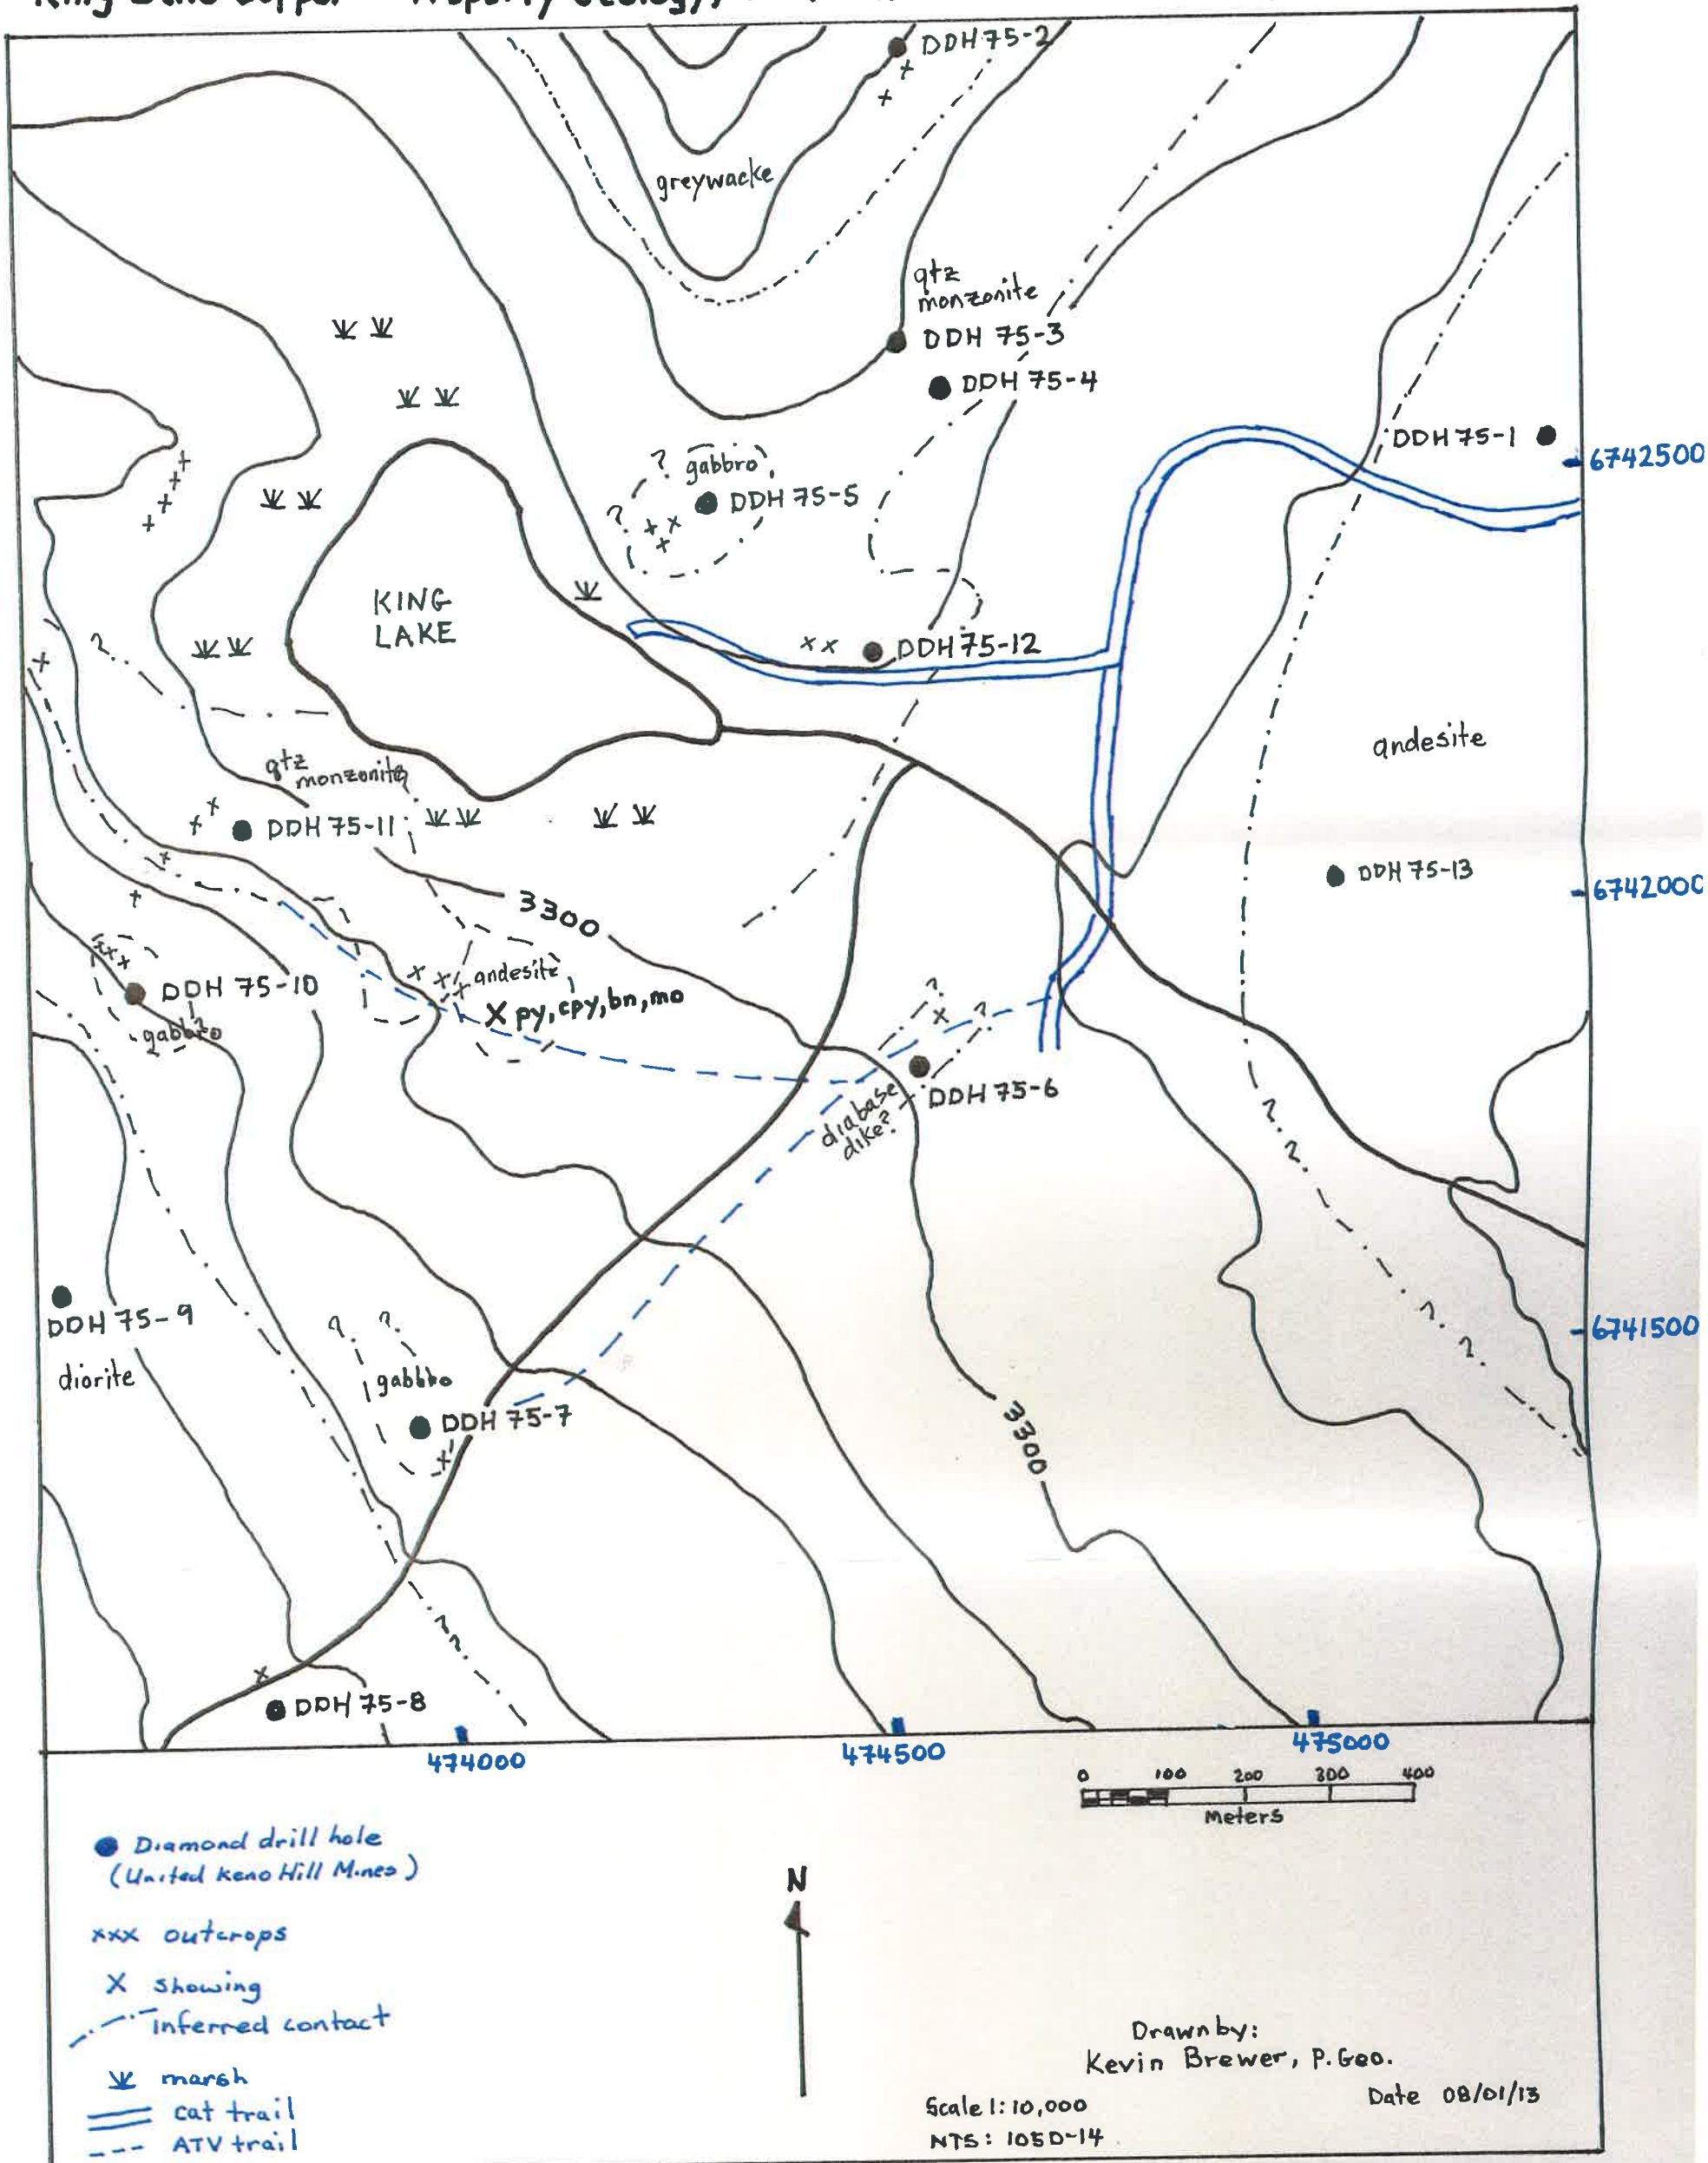 Property Geology,
DDH 75-2
greywacke
qtz
monzonite
DDH 75-3
DDH 75-4
DDH 75-1
6742500
? gabbro
DDH 75-5
?
KING
LAKE
DDH 75-12
?
andesite
qtz
monzonite
DDH 75-11
DDH 75-13
6742000
3300
andesite
DDH 75-10
gabbro
X py, cpy, bn, mo
?
?
DDH 75-6
diabase
dike?
?
?
DDH 75-9
diorite
? ?
gabbro
DDH 75-7
?
?
6741500
3300
?
?
DDH 75-8
474000
474500
475000
0 100 200 300 400
Meters
Diamond drill hole
(United Keno Hill Mines)
xxx outcrops
X showing
inferred contact
marsh
cat trail
ATV trail
N
Drawn by:
Kevin Brewer, P. Geo.
Date 08/01/13
Scale 1:10,000
NTS: 105D-14